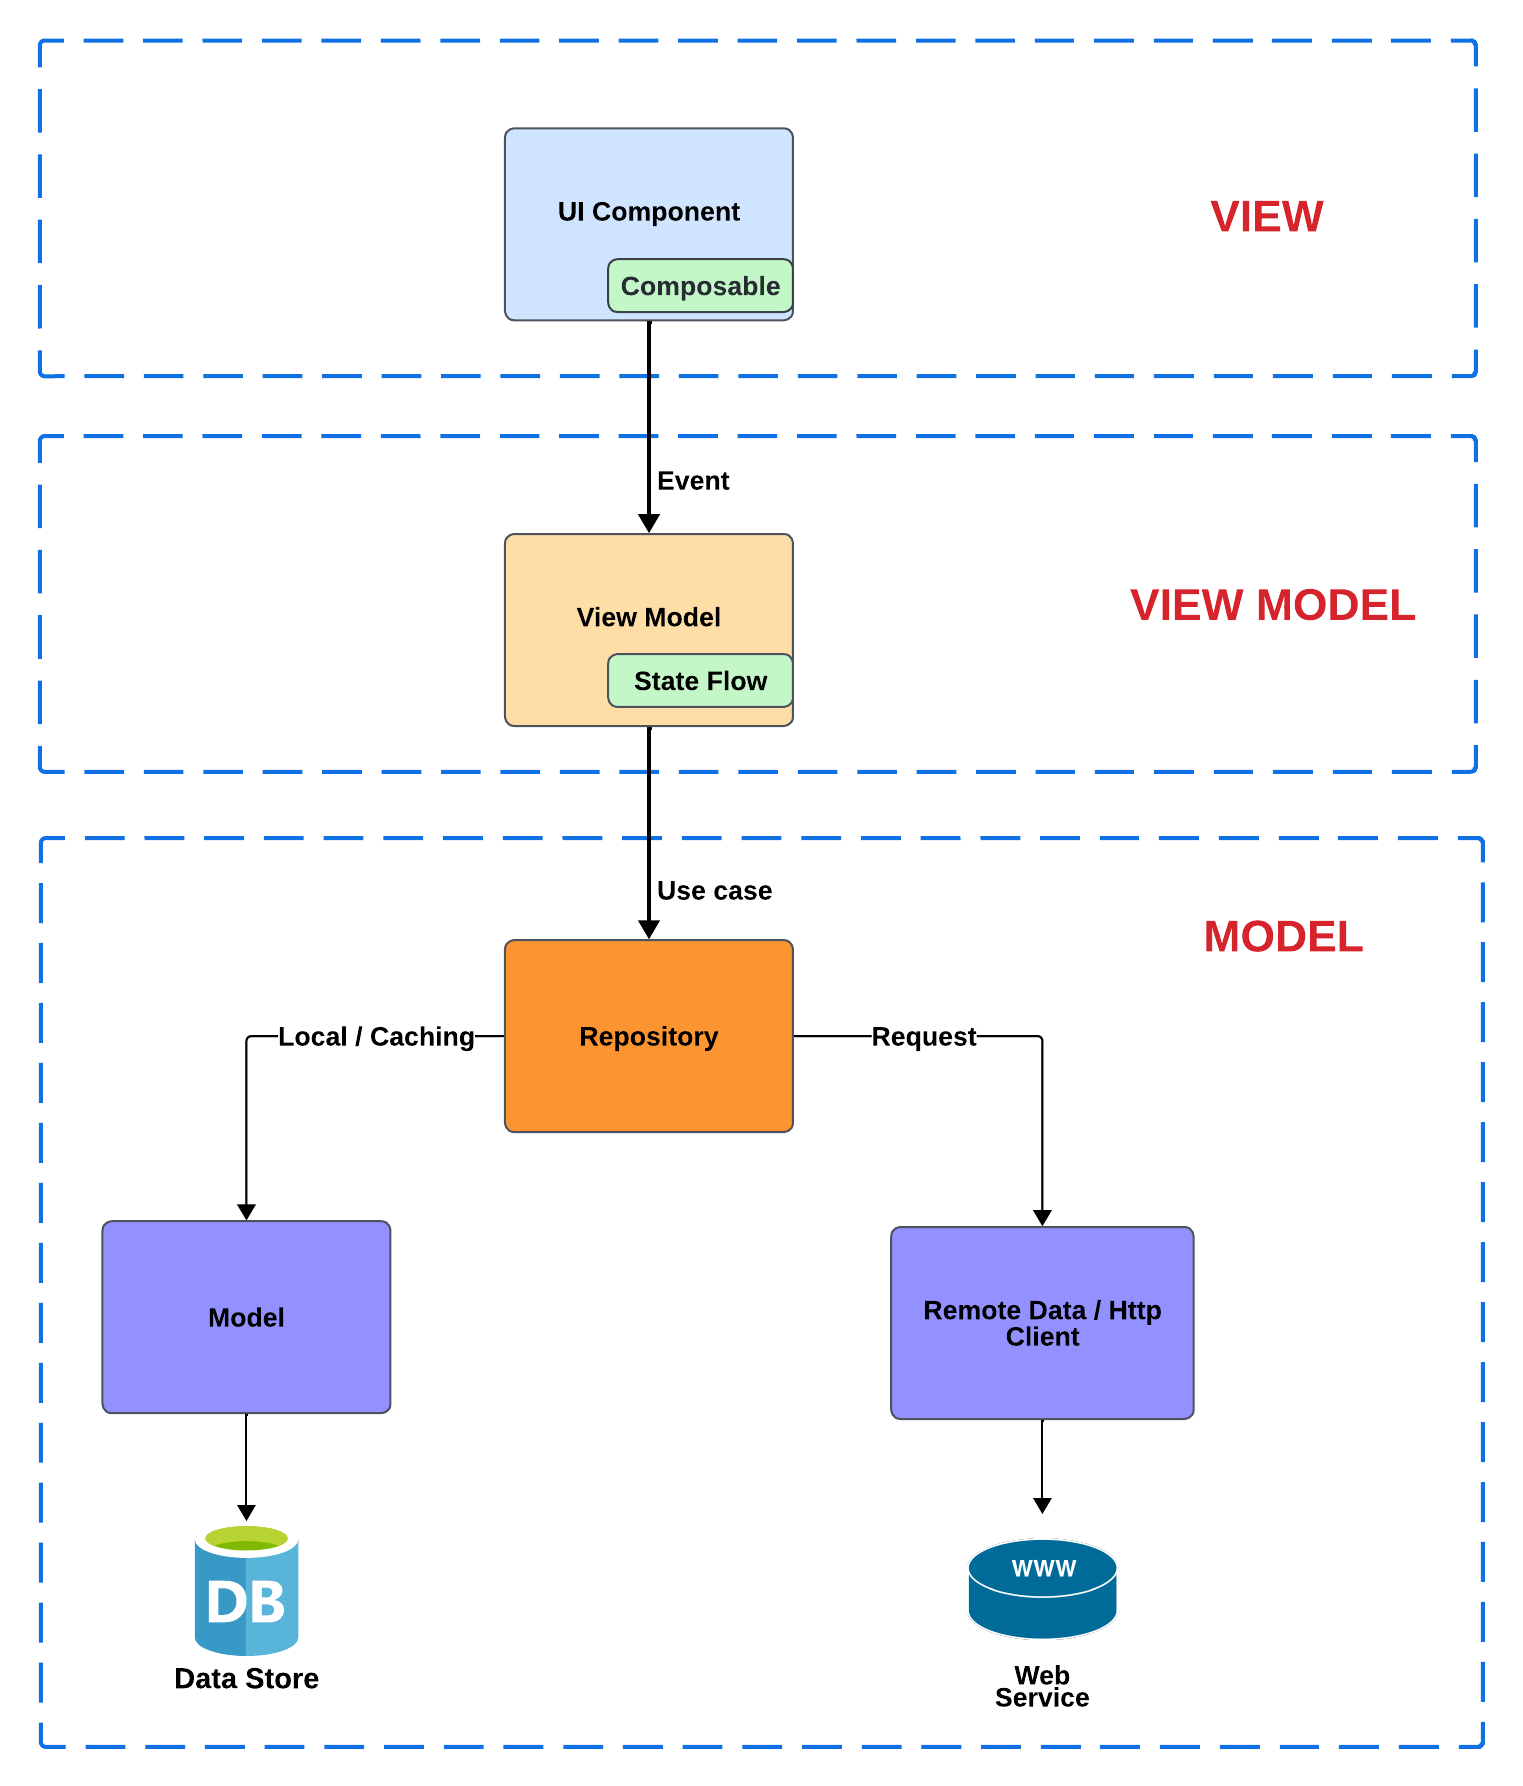 UI Component
Composable
VIEW
Event
View Model
State Flow
VIEW MODEL
Use case
MODEL
Local / Caching
Repository
Request
Model
Remote Data / Http
Client
DB
Data Store
WWW
Web
Service